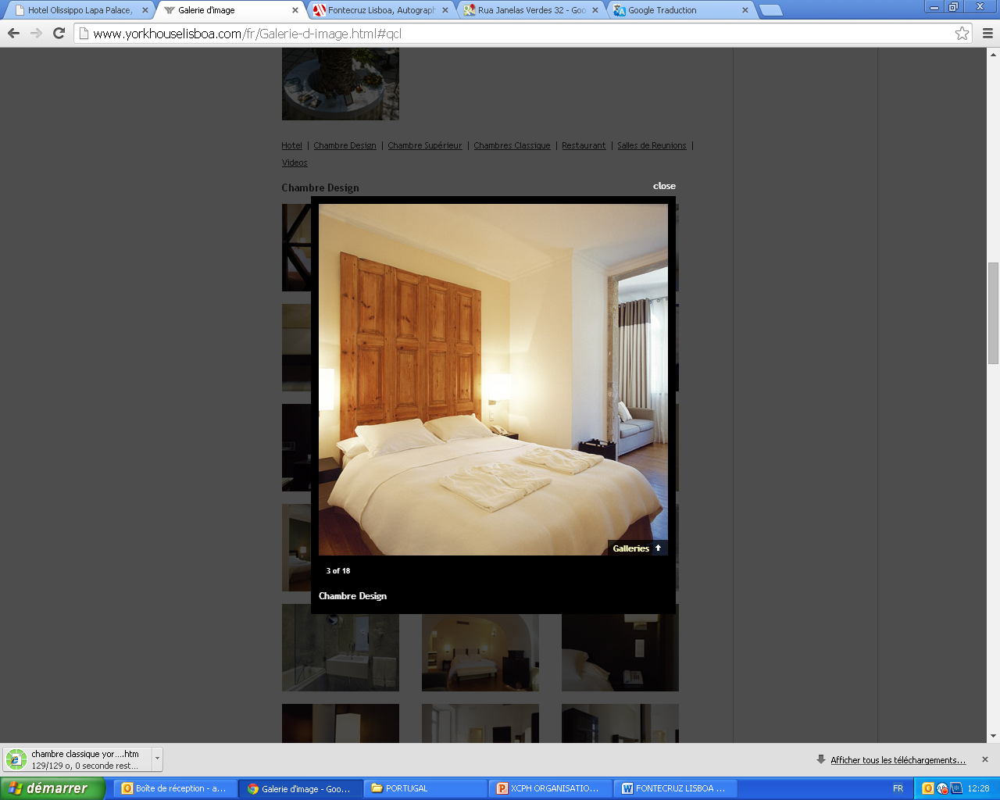 Hotel Olissippo Lapa Palace,
Galerie d'image
Fontecruz Lisboa, Autograph
Rua Janelas Verdes 32 - Goo
Google Traduction
www.yorkhouselisboa.com/fr/Galerie-d-image.html#qcl
Hotel | Chambre Design | Chambre Supérieur | Chambres Classique | Restaurant | Salles de Reunions |
Videos
Chambre Design
close
Galleries
3 of 18
Chambre Design
chambre classique yor....htm
129/129 o, 0 seconde rest...
Afficher tous les téléchargements...
démarrer
Boîte de réception - a...
Galerie d'image - Goo...
PORTUGAL
XCPH ORGANISATIO...
FONTECRUZ LISBOA ...
FR
12:28